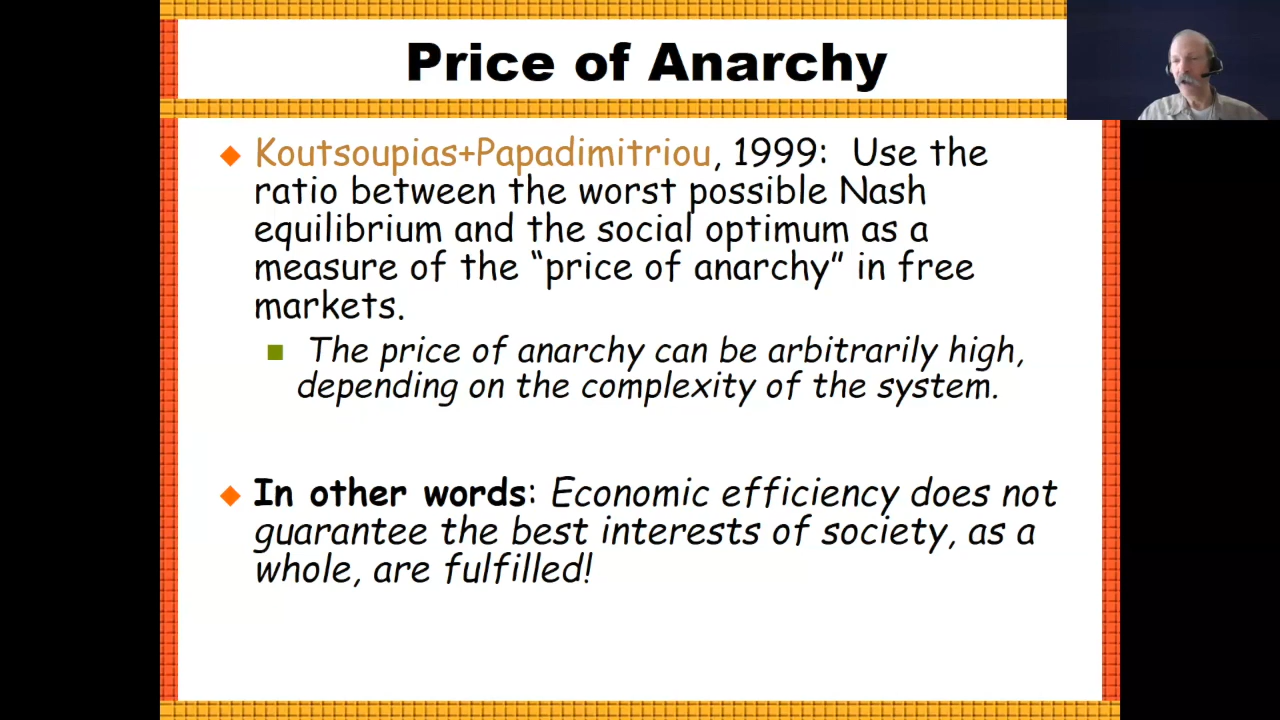 Price of Anarchy
Koutsoupias+Papadimitriou, 1999: Use the
ratio between the worst possible Nash
equilibrium and the social optimum as a
measure of the “price of anarchy” in free
markets.
The price of anarchy can be arbitrarily high,
depending on the complexity of the system.
In other words: Economic efficiency does not
guarantee the best interests of society, as a
whole, are fulfilled!